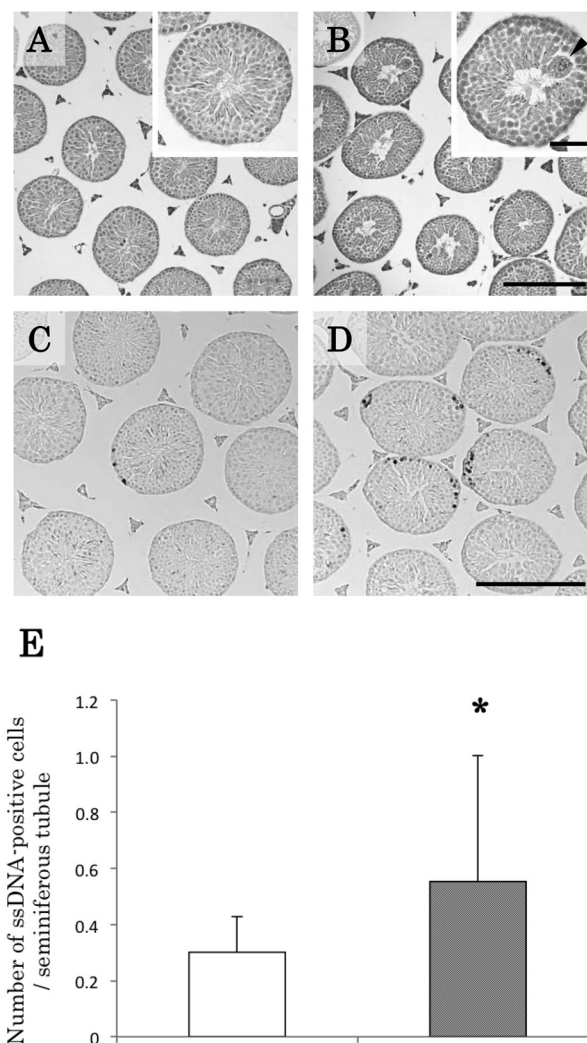 A
B
C
D
E
Number of ssDNA-positive cells
/ seminiferous tubule
1.2
1.0
0.8
0.6
0.4
0.2
0
*